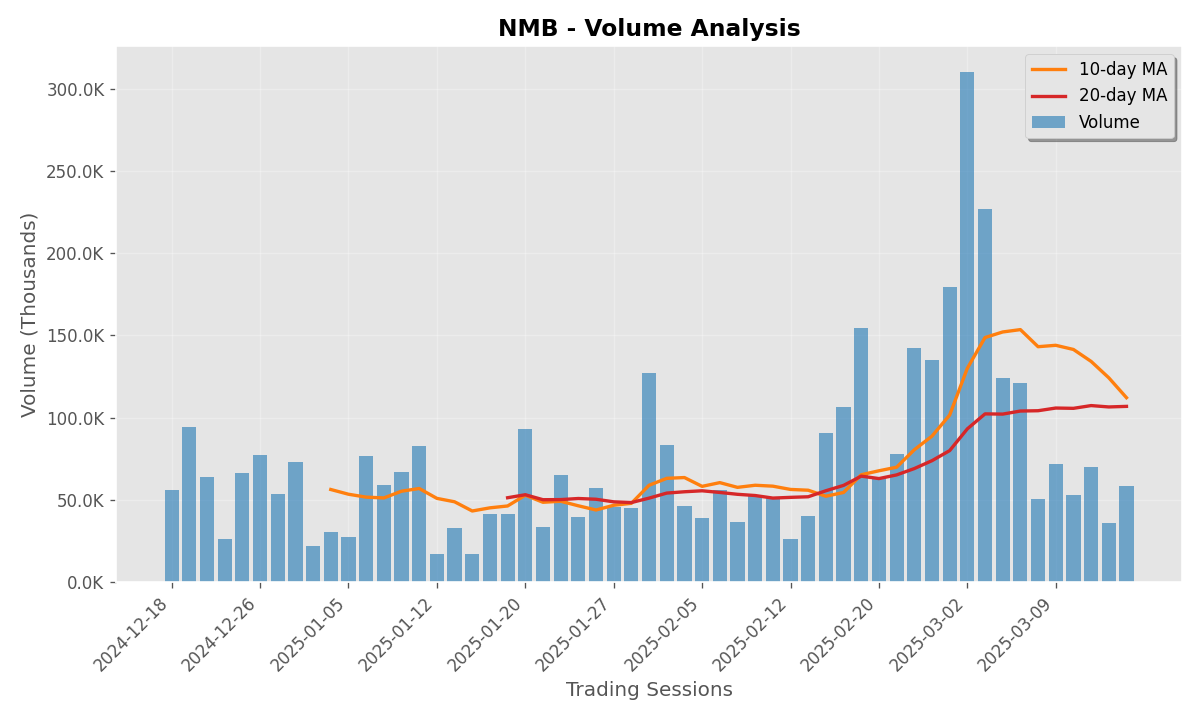 NMB - Volume Analysis
10-day MA
20-day MA
Volume
Volume (Thousands)
300.0K
250.0K
200.0K
150.0K
100.0K
50.0K
0.0K
2024-12-18
2024-12-26
2025-01-05
2025-01-12
2025-01-20
2025-01-27
2025-02-05
2025-02-12
2025-02-20
2025-03-02
2025-03-09
Trading Sessions